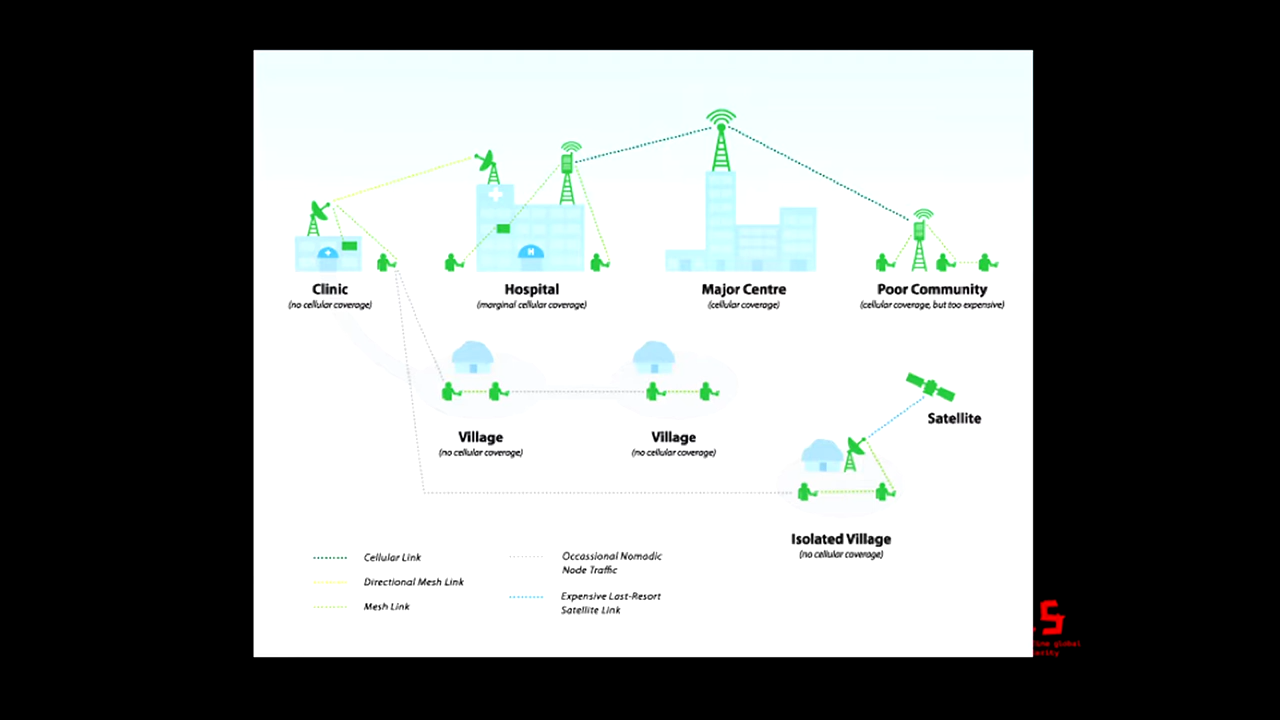 Clinic
(no cellular coverage)
Hospital
(marginal cellular coverage)
Major Centre
(cellular coverage)
Poor Community
(cellular coverage, but too expensive)
H
Village
(no cellular coverage)
Village
(no cellular coverage)
Satellite
Isolated Village
(no cellular coverage)
Cellular Link
Directional Mesh Link
Mesh Link
Occassional Nomadic
Node Traffic
Expensive Last-Resort
Satellite Link
S
global